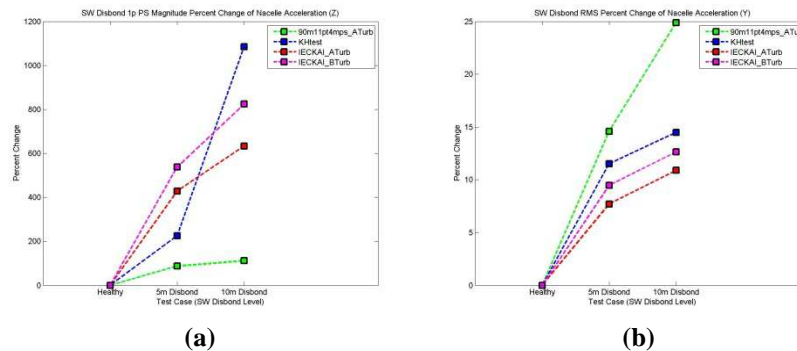 SW Disbond 1p PS Magnitude Percent Change of Nacelle Acceleration (Z)
1200
1000
800
600
400
200
0
Percent Change
Healthy 5m Disbond 10m Disbond
Test Case (SW Disbond Level)
90m11pt4mps_ATurb
KHtest
IECKAI_ATurb
IECKAI_BTurb
(a)
SW Disbond RMS Percent Change of Nacelle Acceleration (Y)
25
20
15
10
5
0
Percent Change
Healthy 5m Disbond 10m Disbond
Test Case (SW Disbond Level)
90m11pt4mps_ATurb
KHtest
IECKAI_ATurb
IECKAI_BTurb
(b)